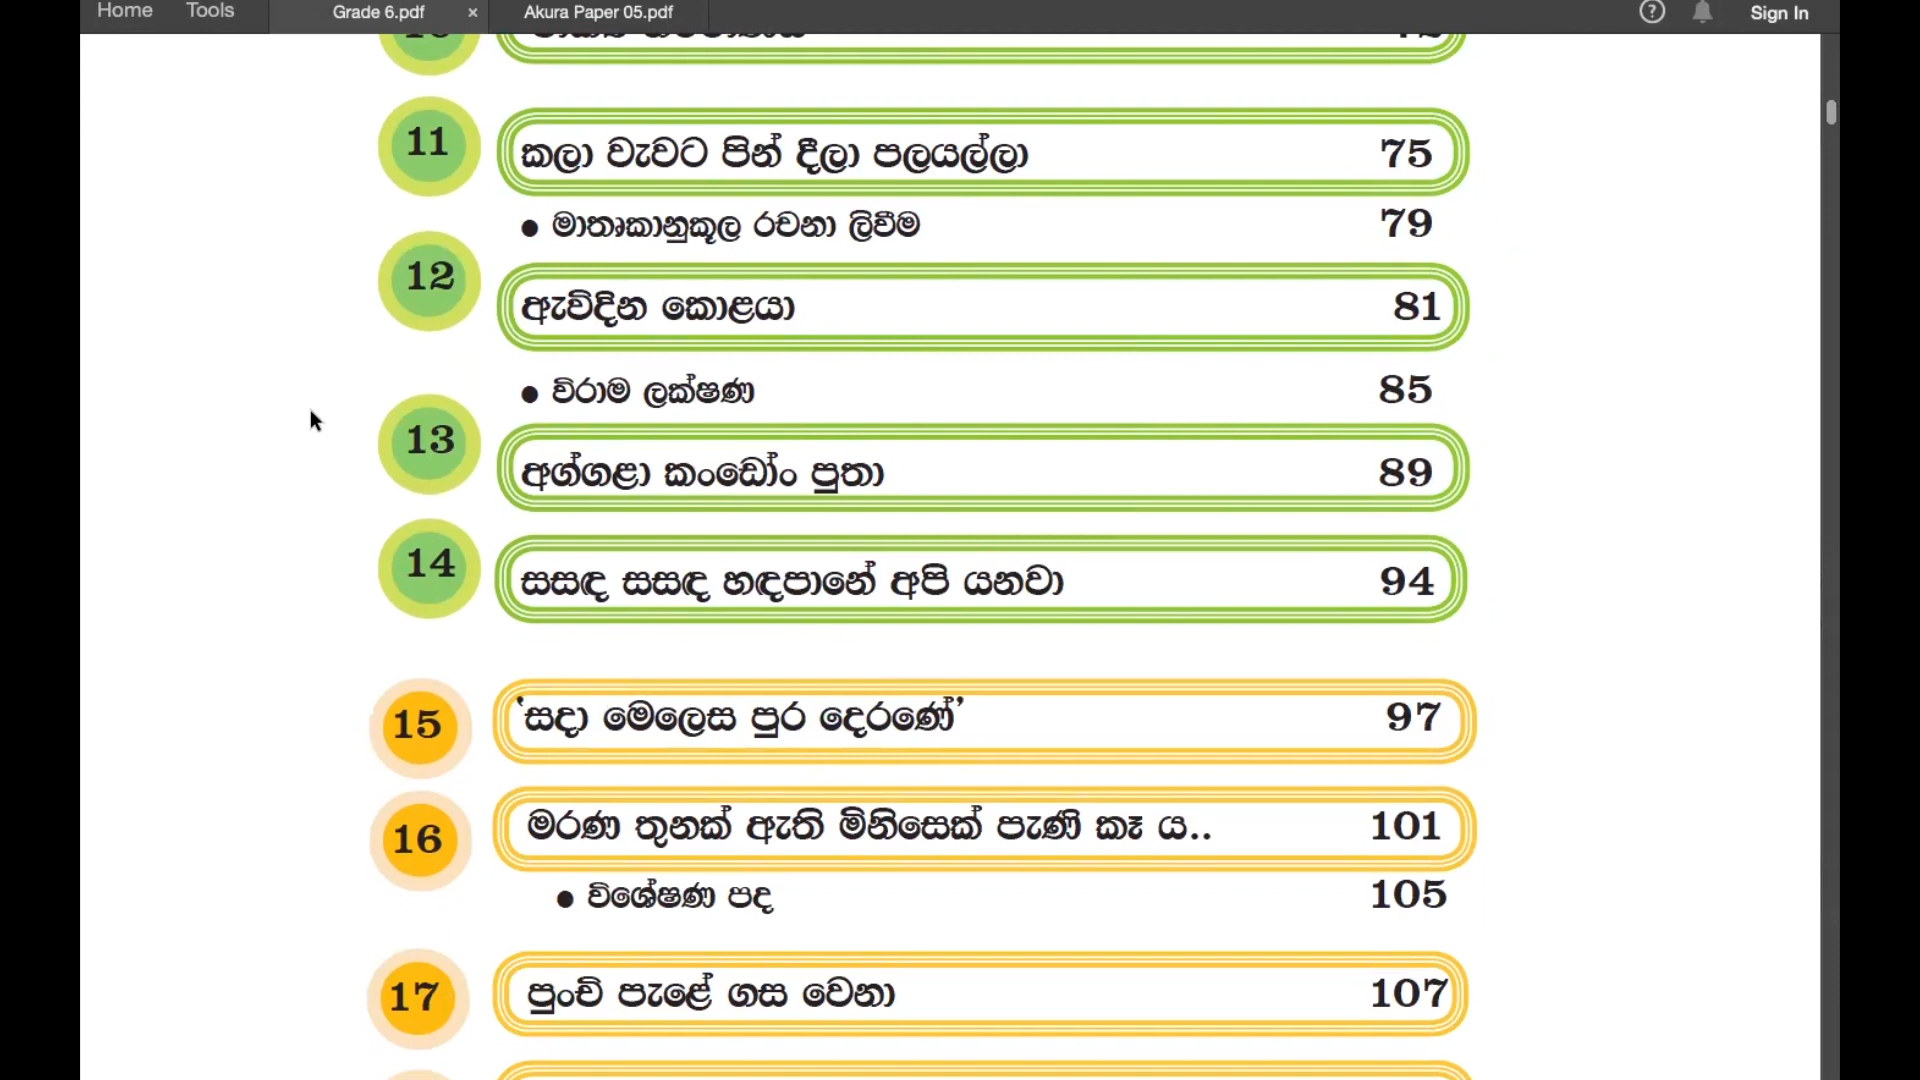 Home Tools Grade 6.pdf × Akura Paper 05.pdf ? Sign In
11 කලා වැවට පින් දීලා පලයල්ලා 75
● මාතෘකානුකූල රචනා ලිවීම 79
12 ඇවිදින කොළයා 81
● විරාම ලක්ෂණ 85
13 අග්ගළා කංඩෝං පුතා 89
14 සසඳ සසඳ හඳපානේ අපි යනවා 94
15 ‘සදා මෙලෙස පුර දෙරණේ’ 97
16 මරණ තුනක් ඇති මිනිසෙක් පැණි කෑ ය.. 101
● විශේෂණ පද 105
17 පුංචි පැළේ ගස වෙනා 107